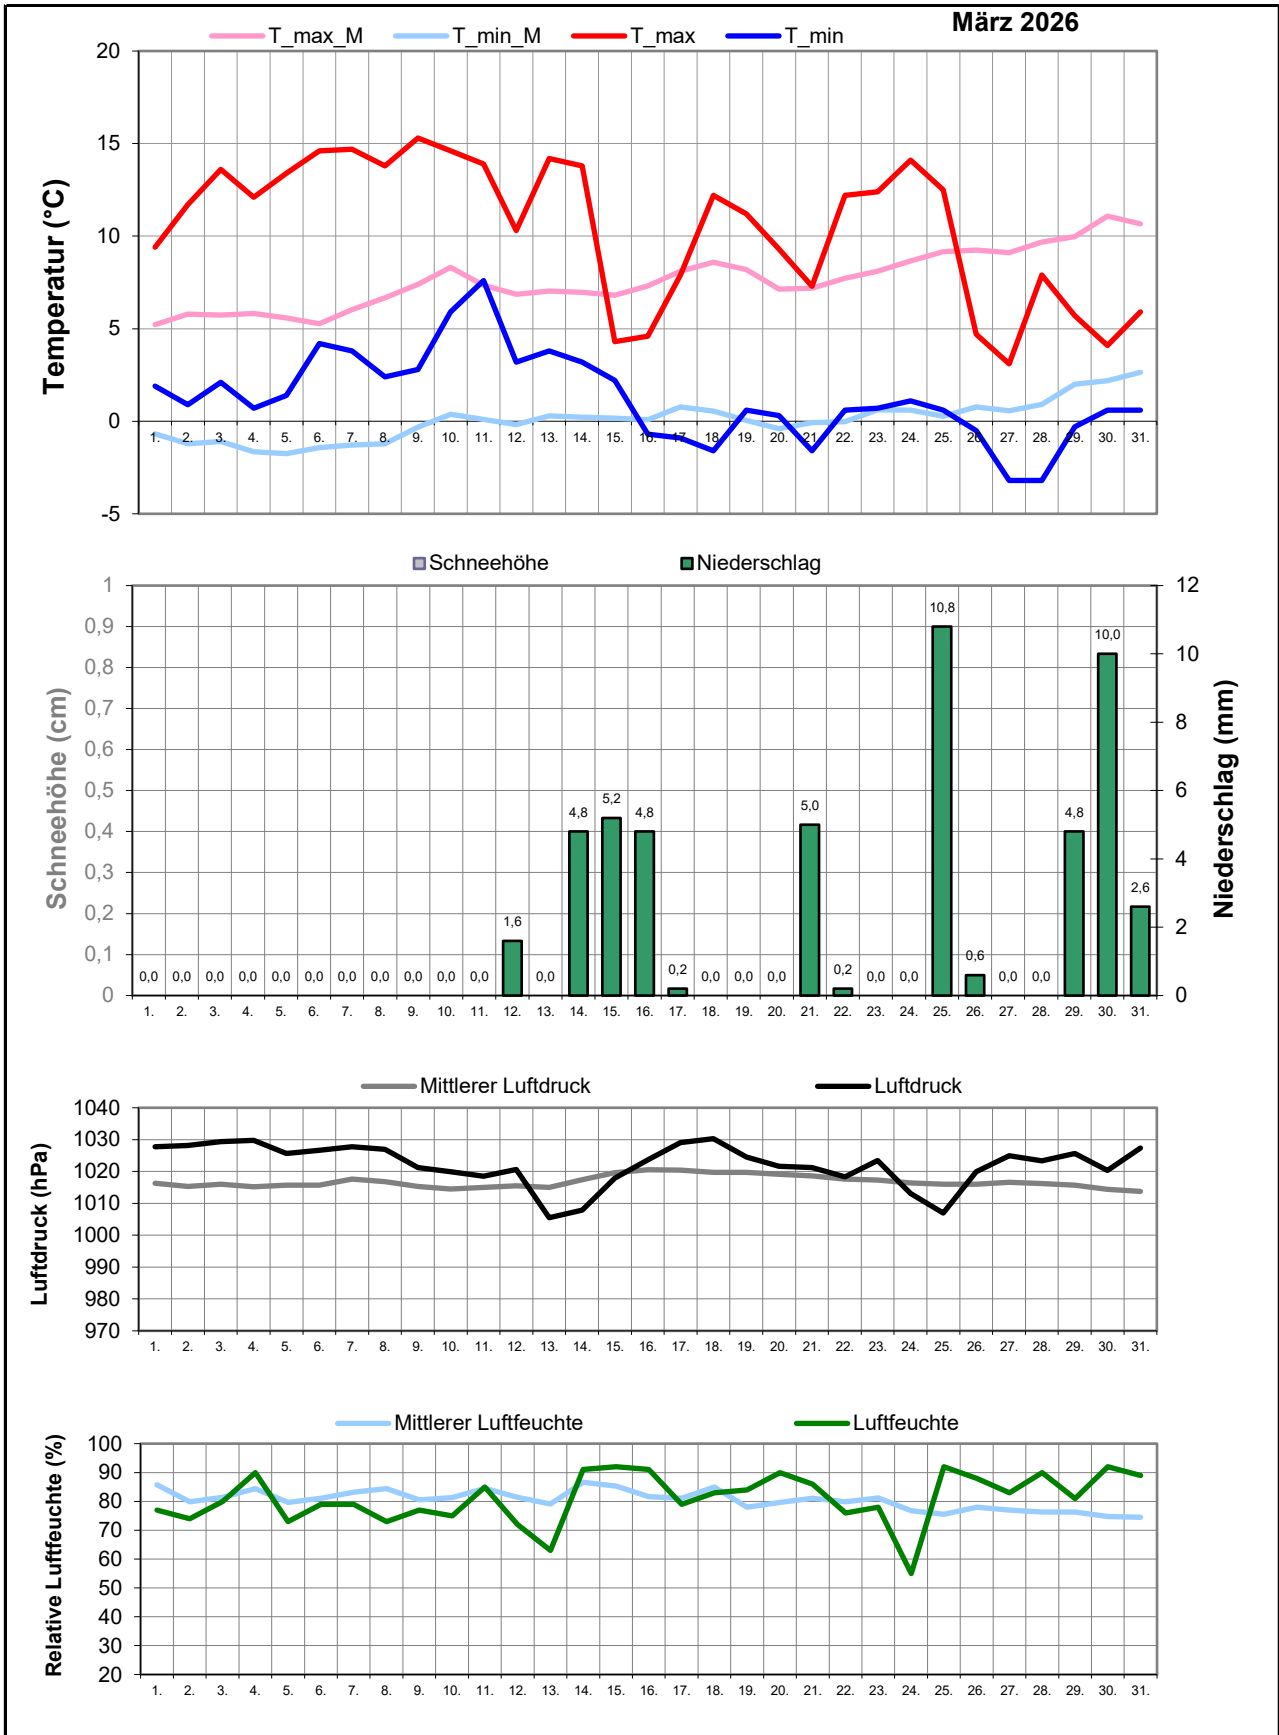 März 2026
T_max_M T_min_M T_max T_min
Temperatur (°C)
20
15
10
5
0
-5
1. 2. 3. 4. 5. 6. 7. 8. 9. 10. 11. 12. 13. 14. 15. 16. 17. 18. 19. 20. 21. 22. 23. 24. 25. 26. 27. 28. 29. 30. 31.
Schneehöhe Niederschlag
Schneehöhe (cm)
1
0,9
0,8
0,7
0,6
0,5
0,4
0,3
0,2
0,1
0
Niederschlag (mm)
12
10
8
6
4
2
0
0,0 0,0 0,0 0,0 0,0 0,0 0,0 0,0 0,0 0,0 0,0 1,6 0,0 4,8 5,2 4,8 0,2 0,0 0,0 0,0 5,0 0,2 0,0 0,0 10,8 0,6 0,0 0,0 4,8 10,0 2,6
1. 2. 3. 4. 5. 6. 7. 8. 9. 10. 11. 12. 13. 14. 15. 16. 17. 18. 19. 20. 21. 22. 23. 24. 25. 26. 27. 28. 29. 30. 31.
Mittlerer Luftdruck Luftdruck
Luftdruck (hPa)
1040
1030
1020
1010
1000
990
980
970
1. 2. 3. 4. 5. 6. 7. 8. 9. 10. 11. 12. 13. 14. 15. 16. 17. 18. 19. 20. 21. 22. 23. 24. 25. 26. 27. 28. 29. 30. 31.
Mittlerer Luftfeuchte Luftfeuchte
Relative Luftfeuchte (%)
100
90
80
70
60
50
40
30
20
1. 2. 3. 4. 5. 6. 7. 8. 9. 10. 11. 12. 13. 14. 15. 16. 17. 18. 19. 20. 21. 22. 23. 24. 25. 26. 27. 28. 29. 30. 31.